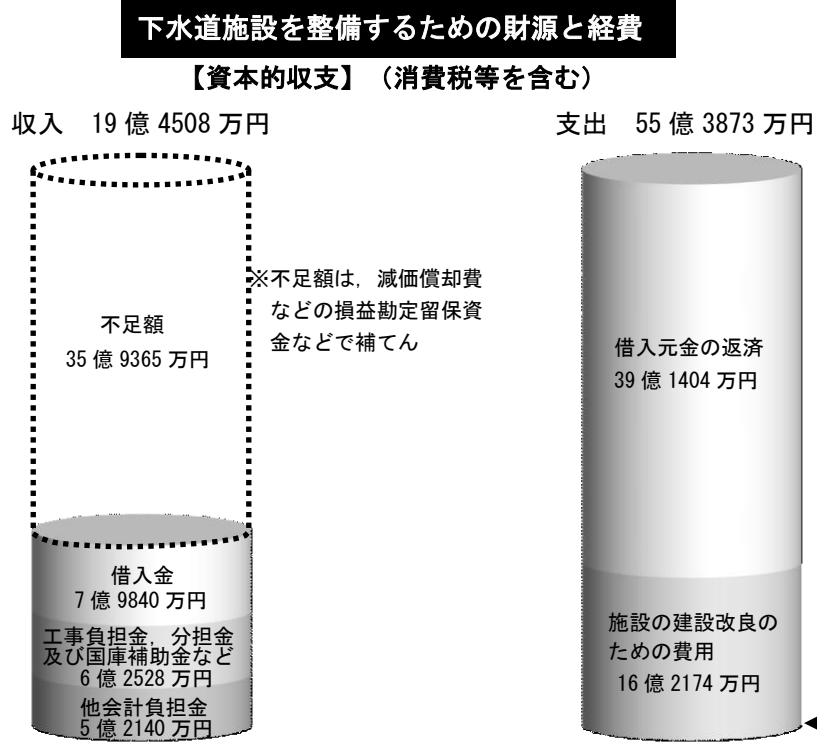 下水道施設を整備するための財源と経費
【資本的収支】（消費税等を含む）
収入　19 億 4508 万円
不足額
35 億 9365 万円
※不足額は，減価償却費
などの損益勘定留保資
金などで補てん
借入金
7 億 9840 万円
工事負担金，分担金
及び国庫補助金など
6 億 2528 万円
他会計負担金
5 億 2140 万円
支出　55 億 3873 万円
借入元金の返済
39 億 1404 万円
施設の建設改良の
ための費用
16 億 2174 万円